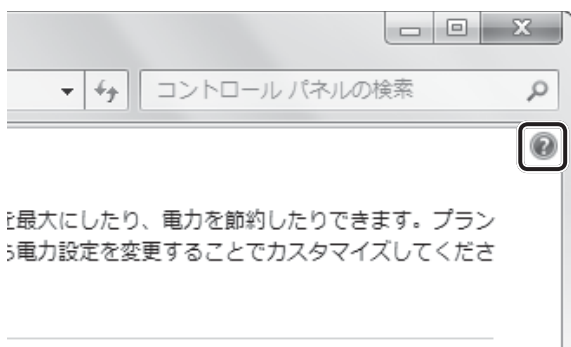 コントロール パネルの検索
を最大にしたり、電力を節約したりできます。プラン
ら電力設定を変更することでカスタマイズしてくださ